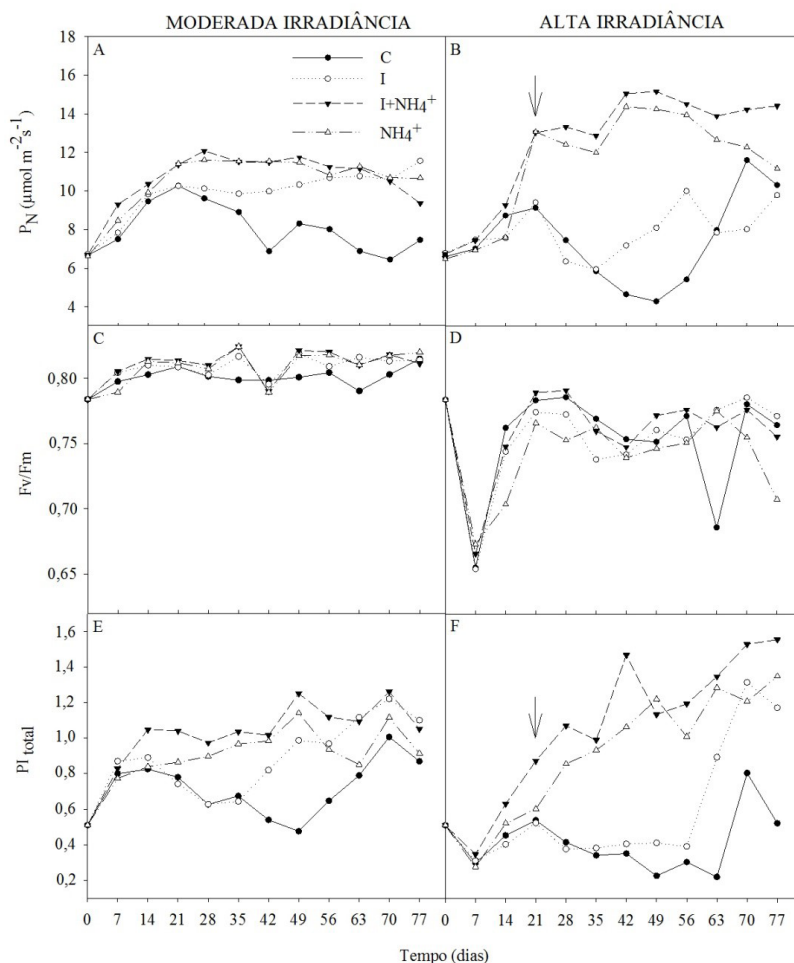 MODERADA IRRADIÂNCIA
ALTA IRRADIÂNCIA
A
B
C
I
I+NH4+
NH4+
PN (µmol m-2s-1)
18
16
14
12
10
8
6
4
C
D
Fv/Fm
0,80
0,75
0,70
0,65
E
F
PI total
1,6
1,4
1,2
1,0
0,8
0,6
0,4
0,2
0 7 14 21 28 35 42 49 56 63 70 77
0 7 14 21 28 35 42 49 56 63 70 77
Tempo (dias)